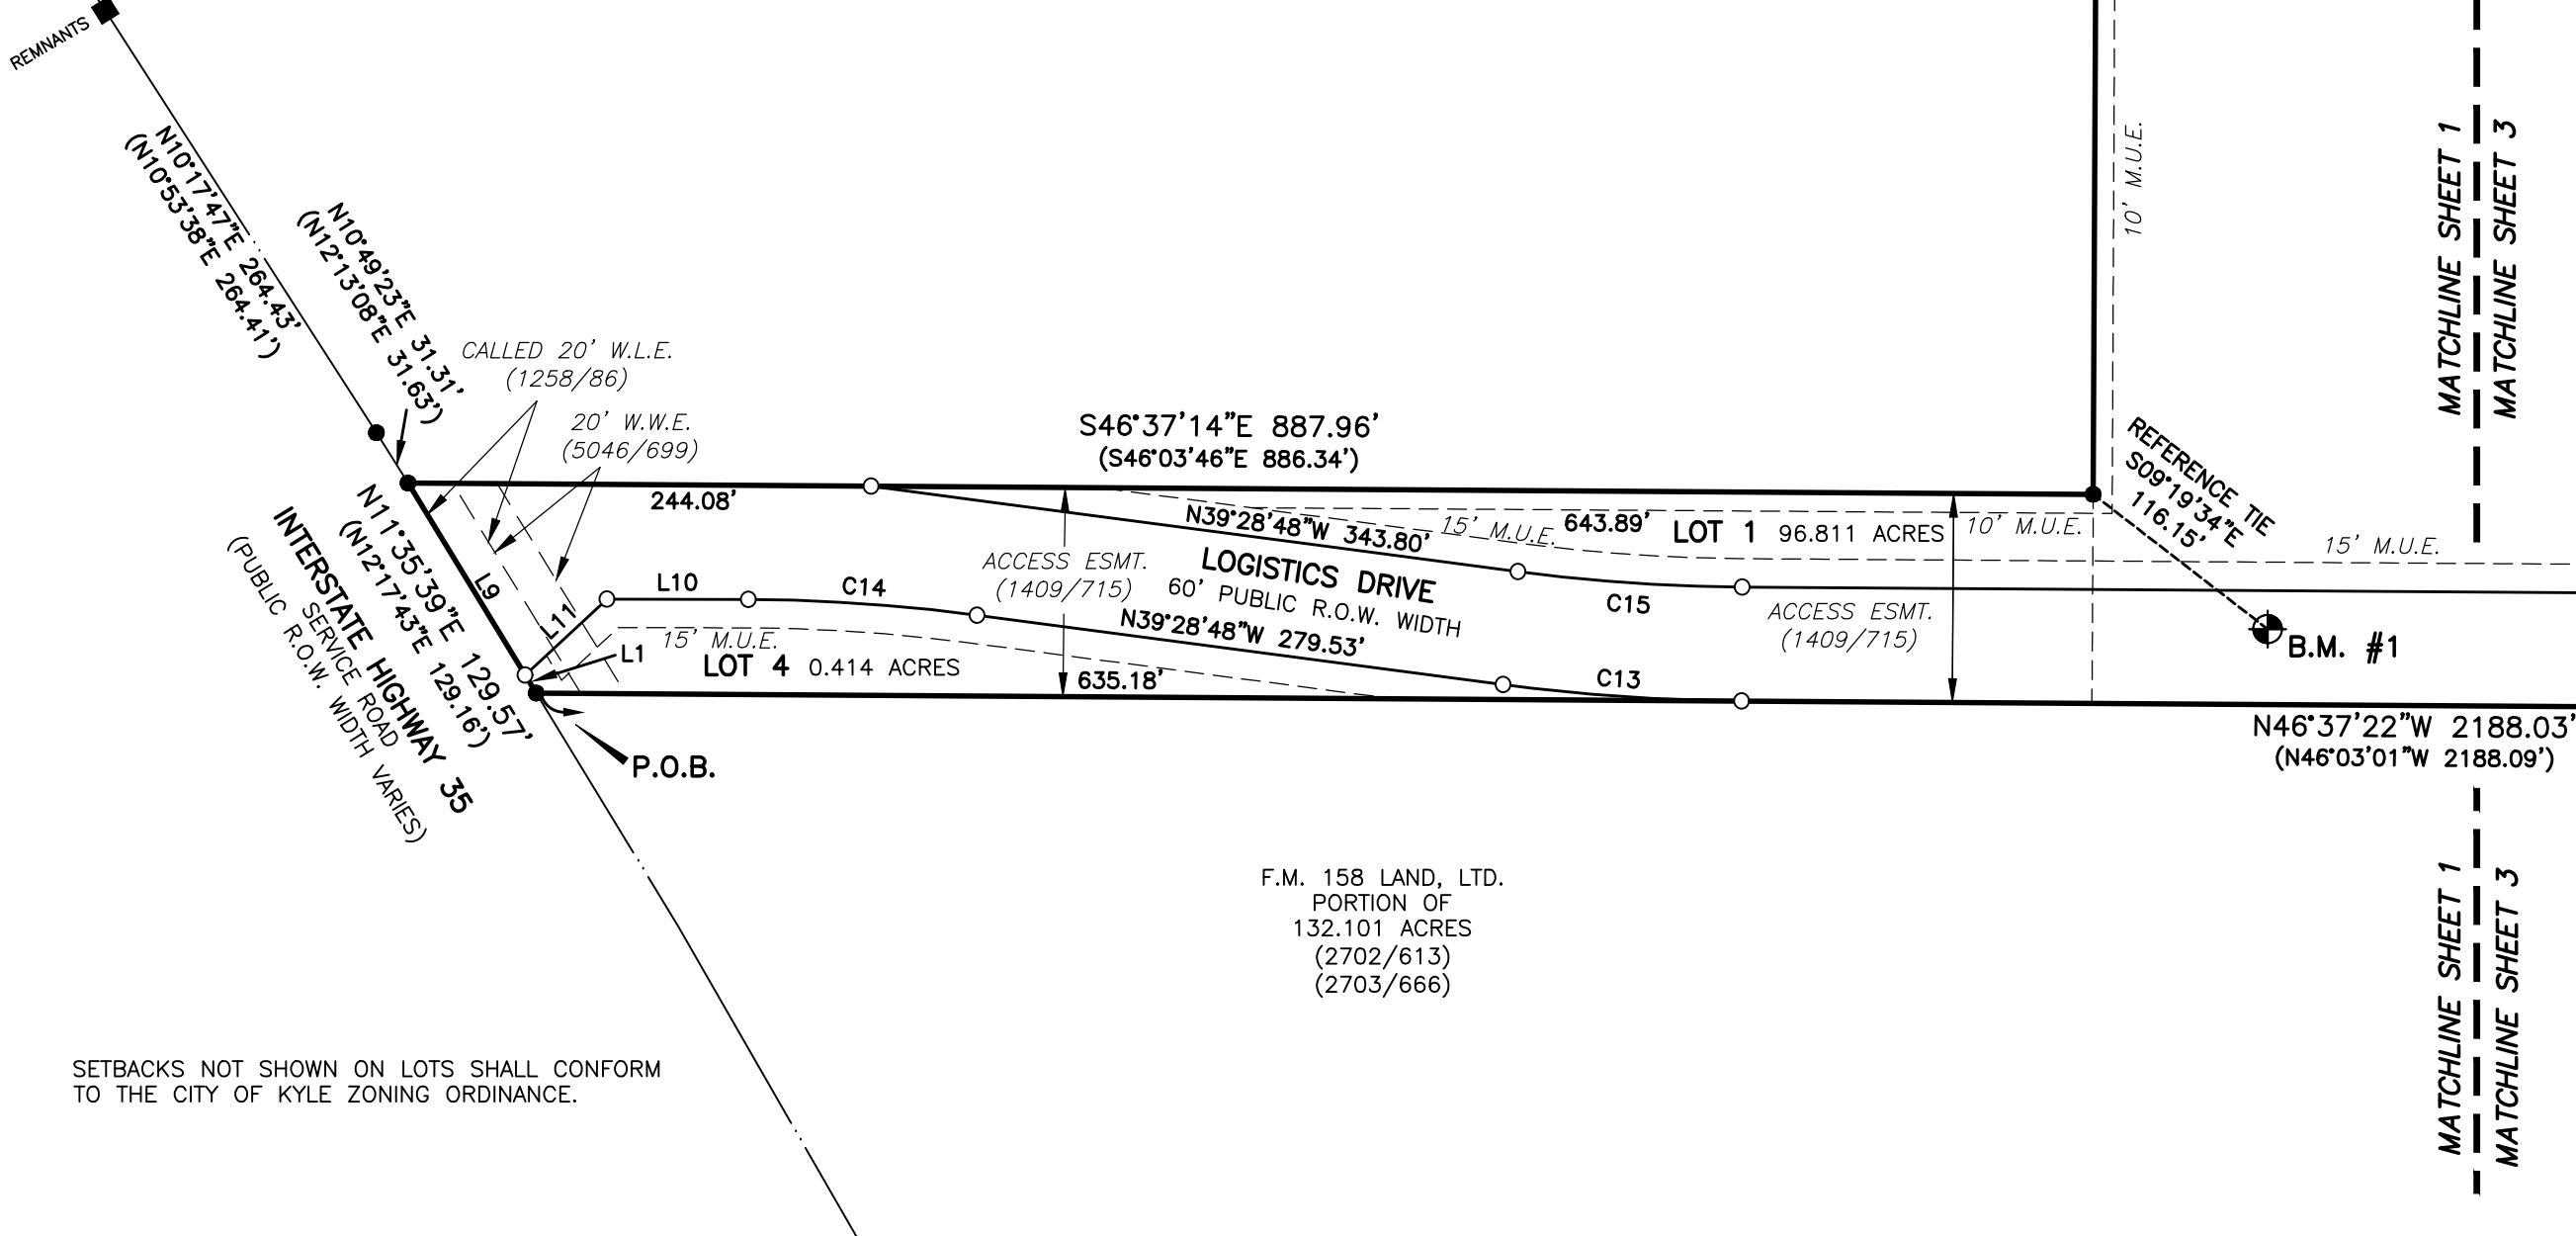 REMNANTS
N10°17'47"E 264.43'
(N10°53'38"E 264.41')
N10°49'23"E 31.31'
(N12°13'08"E 31.63')
CALLED 20' W.L.E.
(1258/86)
20' W.W.E.
(5046/699)
S46°37'14"E 887.96'
(S46°03'46"E 886.34')
244.08'
N39°28'48"W 343.80'
15' M.U.E.
643.89'
LOT 1 96.811 ACRES
10' M.U.E.
10' M.U.E.
REFERENCE TIE
S09°19'34"E
116.15'
15' M.U.E.
B.M. #1
MATCHLINE SHEET 1
MATCHLINE SHEET 3
N11°35'39"E 129.57'
(N12°17'43"E 129.16')
INTERSTATE HIGHWAY 35
SERVICE ROAD
(PUBLIC R.O.W. WIDTH VARIES)
L9
L11
L10
C14
ACCESS ESMT.
(1409/715)
LOGISTICS DRIVE
60' PUBLIC R.O.W. WIDTH
C15
ACCESS ESMT.
(1409/715)
N39°28'48"W 279.53'
15' M.U.E.
L1
LOT 4 0.414 ACRES
635.18'
C13
P.O.B.
N46°37'22"W 2188.03'
(N46°03'01"W 2188.09')
F.M. 158 LAND, LTD.
PORTION OF
132.101 ACRES
(2702/613)
(2703/666)
MATCHLINE SHEET 1
MATCHLINE SHEET 3
SETBACKS NOT SHOWN ON LOTS SHALL CONFORM
TO THE CITY OF KYLE ZONING ORDINANCE.